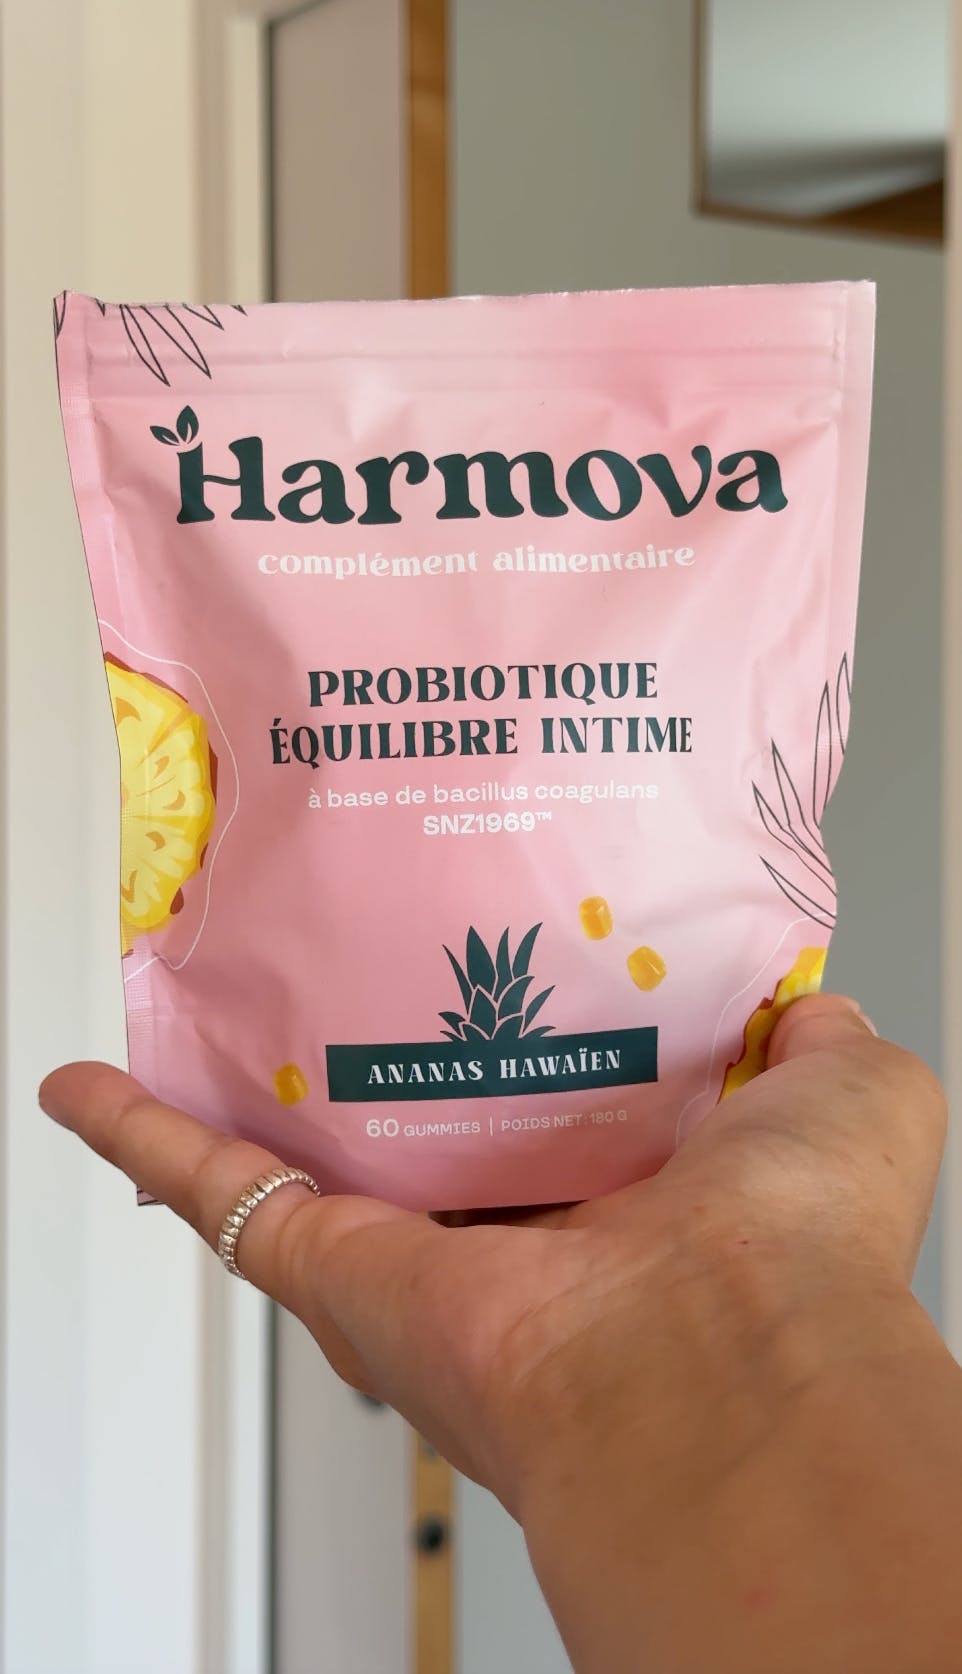 Harmova
complément alimentaire
PROBIOTIQUE
ÉQUILIBRE INTIME
à base de bacillus coagulans
SNZ1969™
ANANAS HAWAÏEN
60 GUMMIES | POIDS NET: 180 G